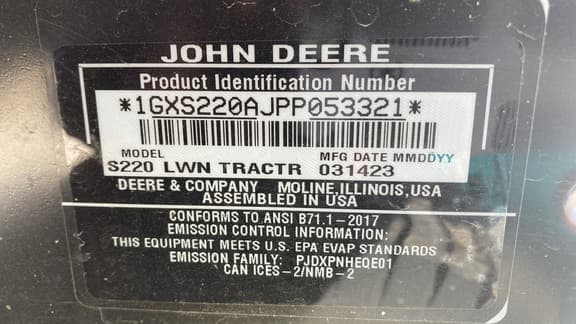 JOHN DEERE
Product Identification Number
*1GXS220AJPP053321*
MODEL MFG DATE MMDDYY
S220 LWN TRACTR 031423
DEERE & COMPANY MOLINE,ILLINOIS,USA
ASSEMBLED IN USA
CONFORMS TO ANSI B71.1-2017
EMISSION CONTROL INFORMATION:
THIS EQUIPMENT MEETS U.S. EPA EVAP STANDARDS
EMISSION FAMILY: PJDXPNHEQE01
CAN ICES-2/NMB-2